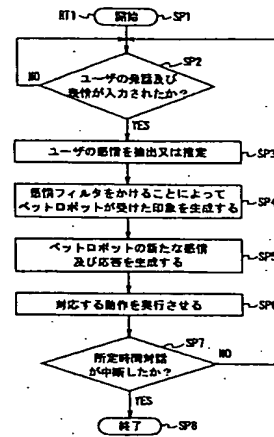 RT1 開始 SP1
SP2
ユーザの発話及び
表情が入力されたか?
NO
YES
ユーザの感情を抽出又は推定 SP3
感情フィルタをかけることによって
ペットロボットが受けた印象を生成する
SP4
ペットロボットの新たな感情
及び応答を生成する
SP5
対応する動作を実行させる SP6
SP7
所定時間対話
が中断したか?
NO
YES
終了 SP8